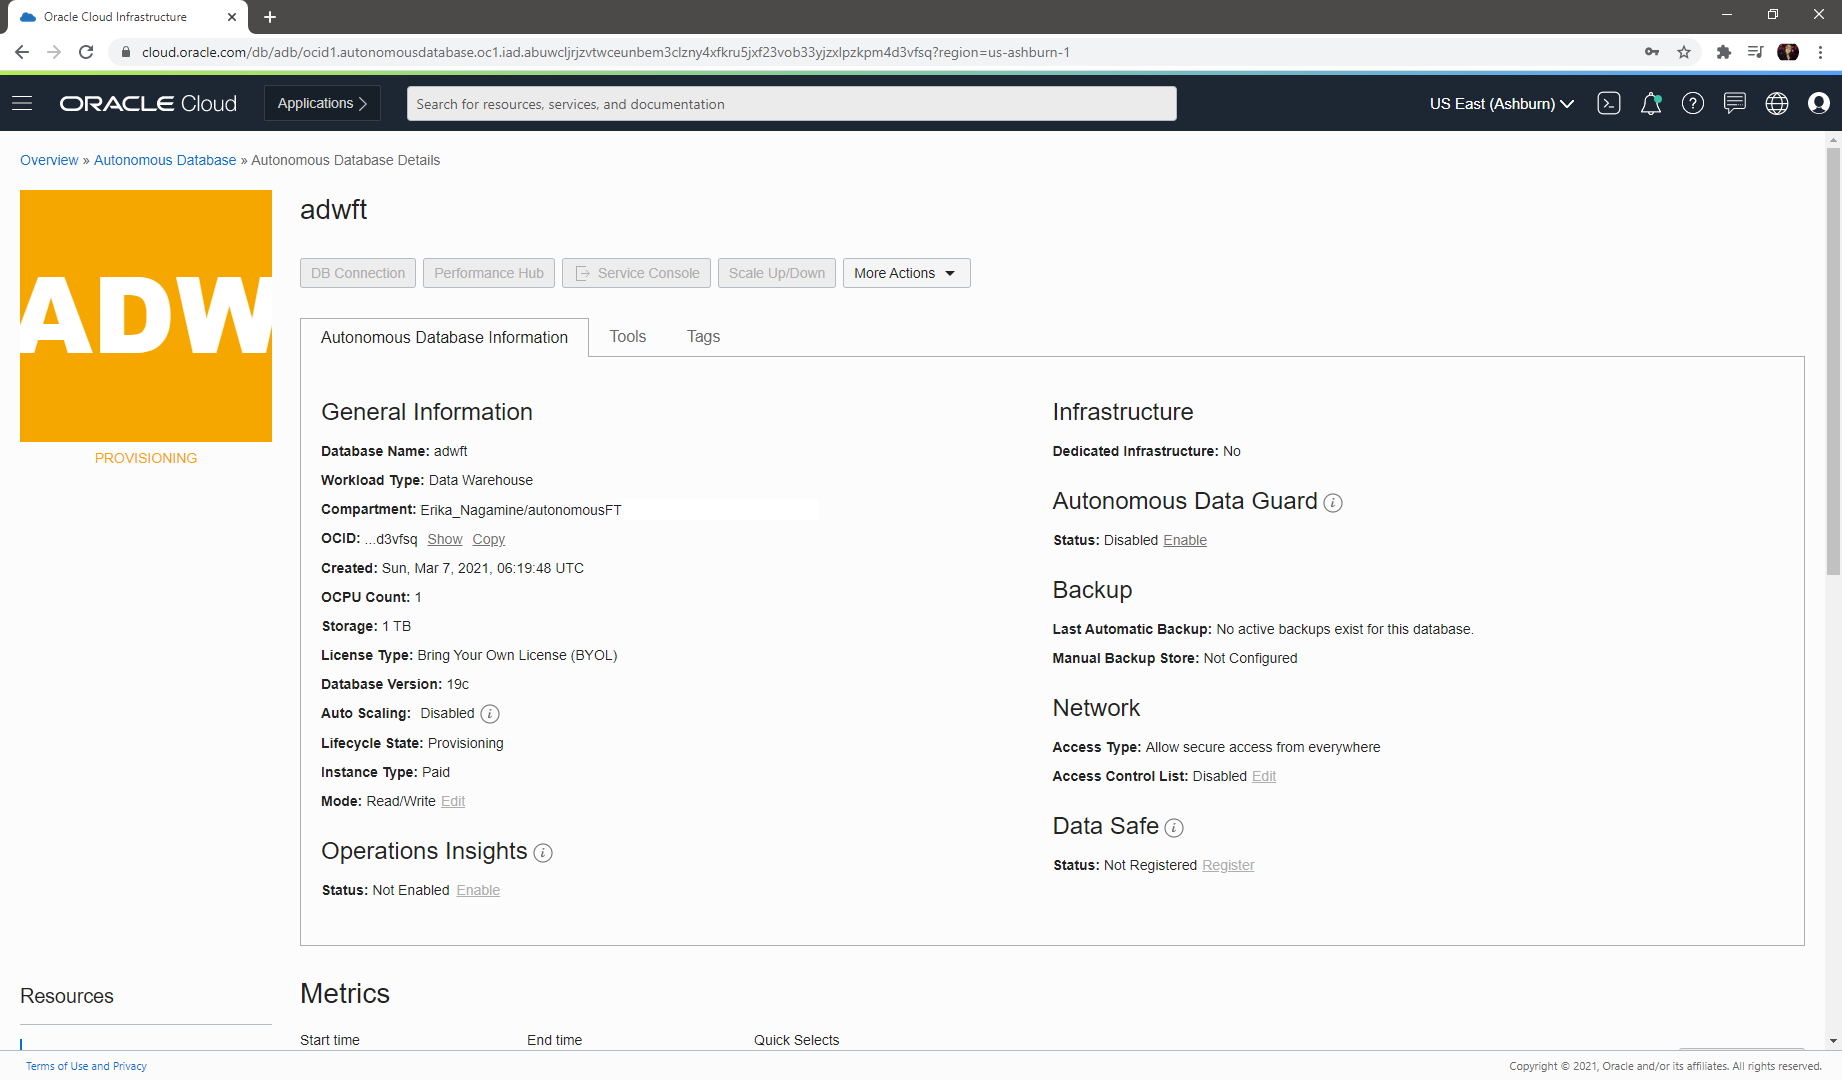 Oracle Cloud Infrastructure
cloud.oracle.com/db/adb/ocid1.autonomousdatabase.oc1.iad.abuwcljrjzvtwceunbem3clzny4xfkru5jxf23vob33yjzxlpzkpm4d3vfsq?region=us-ashburn-1
ORACLE Cloud
Applications
Search for resources, services, and documentation
US East (Ashburn)
Overview » Autonomous Database » Autonomous Database Details
ADW
PROVISIONING
adwft
DB Connection
Performance Hub
Service Console
Scale Up/Down
More Actions
Autonomous Database Information
Tools
Tags
General Information
Database Name: adwft
Workload Type: Data Warehouse
Compartment: Erika_Nagamine/autonomousFT
OCID: ...d3vfsq Show Copy
Created: Sun, Mar 7, 2021, 06:19:48 UTC
OCPU Count: 1
Storage: 1 TB
License Type: Bring Your Own License (BYOL)
Database Version: 19c
Auto Scaling: Disabled
Lifecycle State: Provisioning
Instance Type: Paid
Mode: Read/Write Edit
Operations Insights
Status: Not Enabled Enable
Infrastructure
Dedicated Infrastructure: No
Autonomous Data Guard
Status: Disabled Enable
Backup
Last Automatic Backup: No active backups exist for this database.
Manual Backup Store: Not Configured
Network
Access Type: Allow secure access from everywhere
Access Control List: Disabled Edit
Data Safe
Status: Not Registered Register
Resources
Metrics
Start time
End time
Quick Selects
Terms of Use and Privacy
Copyright © 2021, Oracle and/or its affiliates. All rights reserved.